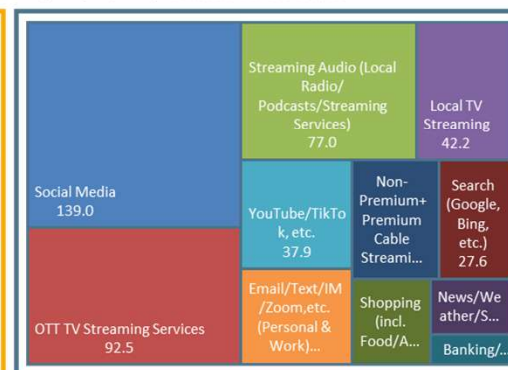 Social Media
139.0
OTT TV Streaming Services
92.5
Streaming Audio (Local
Radio/
Podcasts/Streaming
Services)
77.0
Local TV
Streaming
42.2
YouTube/TikTo
k, etc.
37.9
Non-
Premium+
Premium
Cable
Streami...
Search
(Google,
Bing,
etc.)
27.6
Email/Text/IM
/Zoom,etc.
(Personal &
Work)...
Shopping
(incl.
Food/A...
News/We
ather/S...
Banking/...